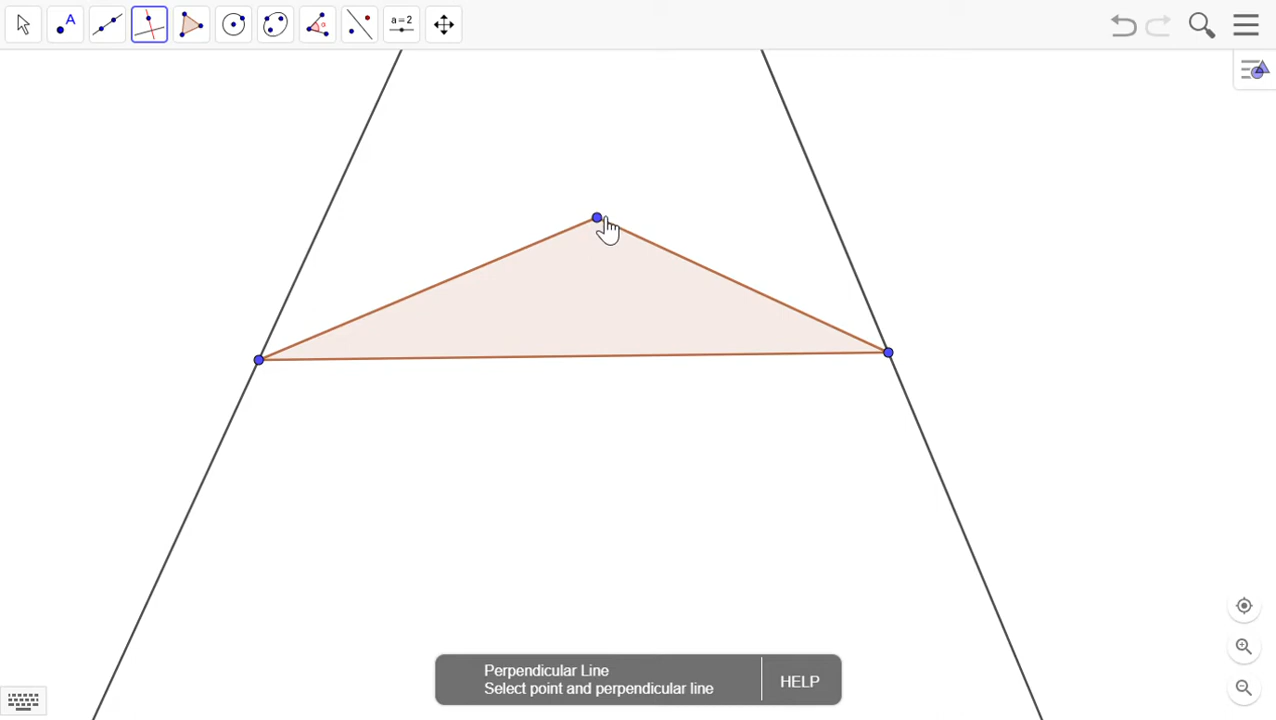 A
α
a=2
Perpendicular Line
Select point and perpendicular line
HELP